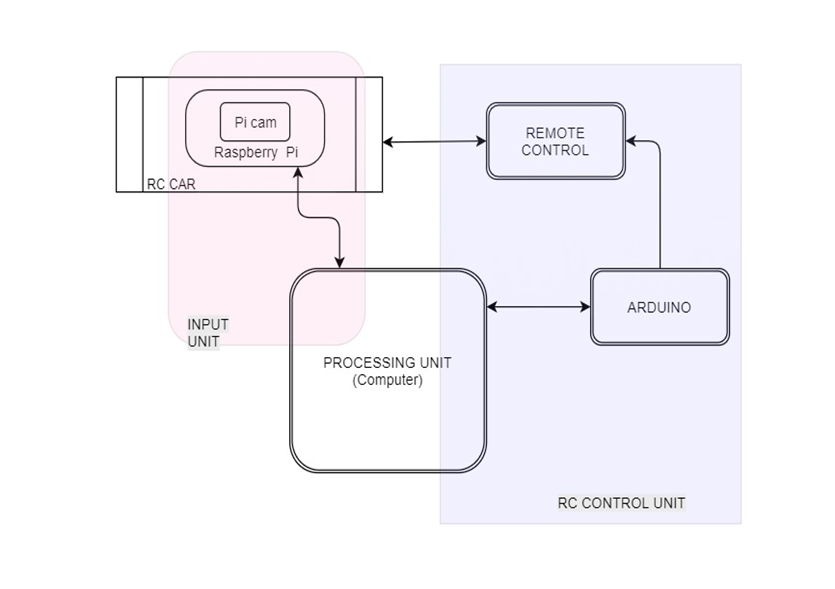 Pi cam
Raspberry Pi
RC CAR
REMOTE
CONTROL
ARDUINO
INPUT
UNIT
PROCESSING UNIT
(Computer)
RC CONTROL UNIT